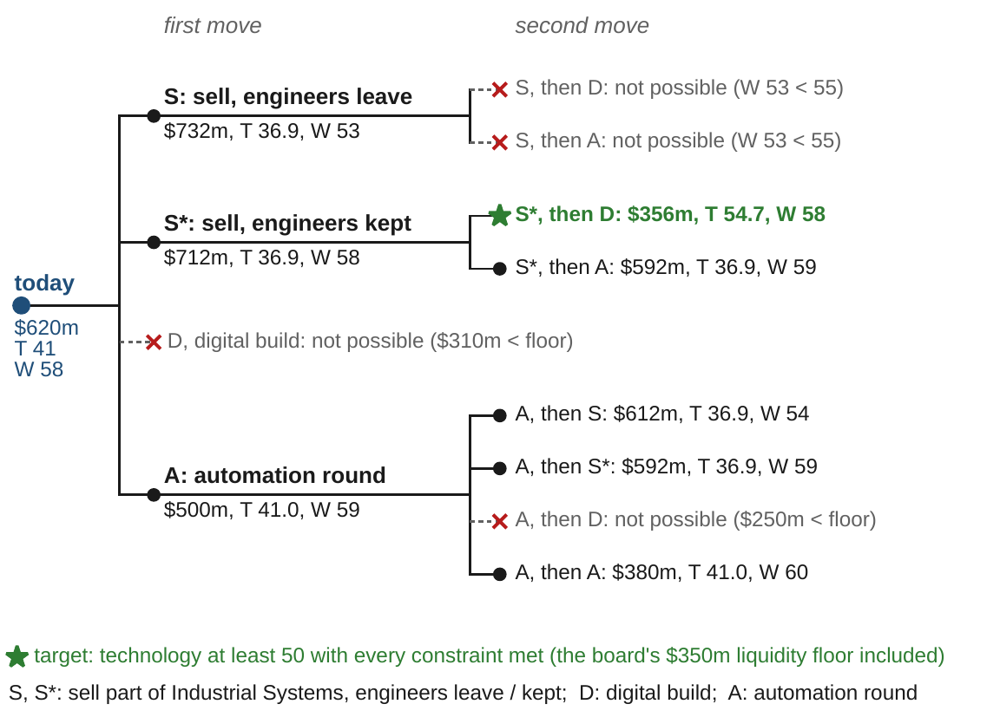 first move
second move
S: sell, engineers leave
$732m, T 36.9, W 53
S, then D: not possible (W 53 < 55)
S, then A: not possible (W 53 < 55)
S*: sell, engineers kept
$712m, T 36.9, W 58
S*, then D: $356m, T 54.7, W 58
S*, then A: $592m, T 36.9, W 59
today
$620m
T 41
W 58
D, digital build: not possible ($310m < floor)
A: automation round
$500m, T 41.0, W 59
A, then S: $612m, T 36.9, W 54
A, then S*: $592m, T 36.9, W 59
A, then D: not possible ($250m < floor)
A, then A: $380m, T 41.0, W 60
target: technology at least 50 with every constraint met (the board's $350m liquidity floor included)
S, S*: sell part of Industrial Systems, engineers leave / kept; D: digital build; A: automation round